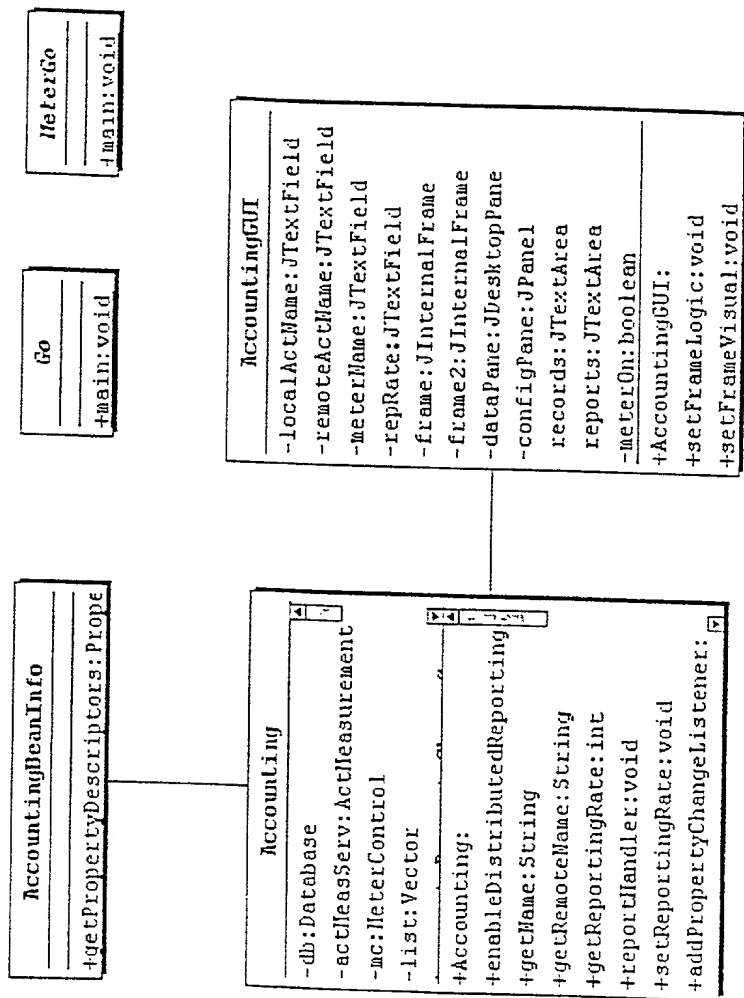 AccountingBeanInfo
+getPropertyDescriptors:Prope
Go
+main:void
MeterGo
+main:void
Accounting
-db:Database
-actMeasServ:ActMeasurement
-mc:MeterControl
-list:Vector
+Accounting:
+enableDistributedReporting
+getName:String
+getRemoteName:String
+getReportingRate:int
+reportHandler:void
+setReportingRate:void
+addPropertyChangeListener:
AccountingGUI
-localActName:JTextField
-remoteActName:JTextField
-meterName:JTextField
-repRate:JTextField
-frame:JInternalFrame
-frame2:JInternalFrame
-dataPane:JDesktopPane
-configPane:JPanel
records:JTextArea
reports:JTextArea
-meterOn:boolean
+AccountingGUI:
+setFrameLogic:void
+setFrameVisual:void